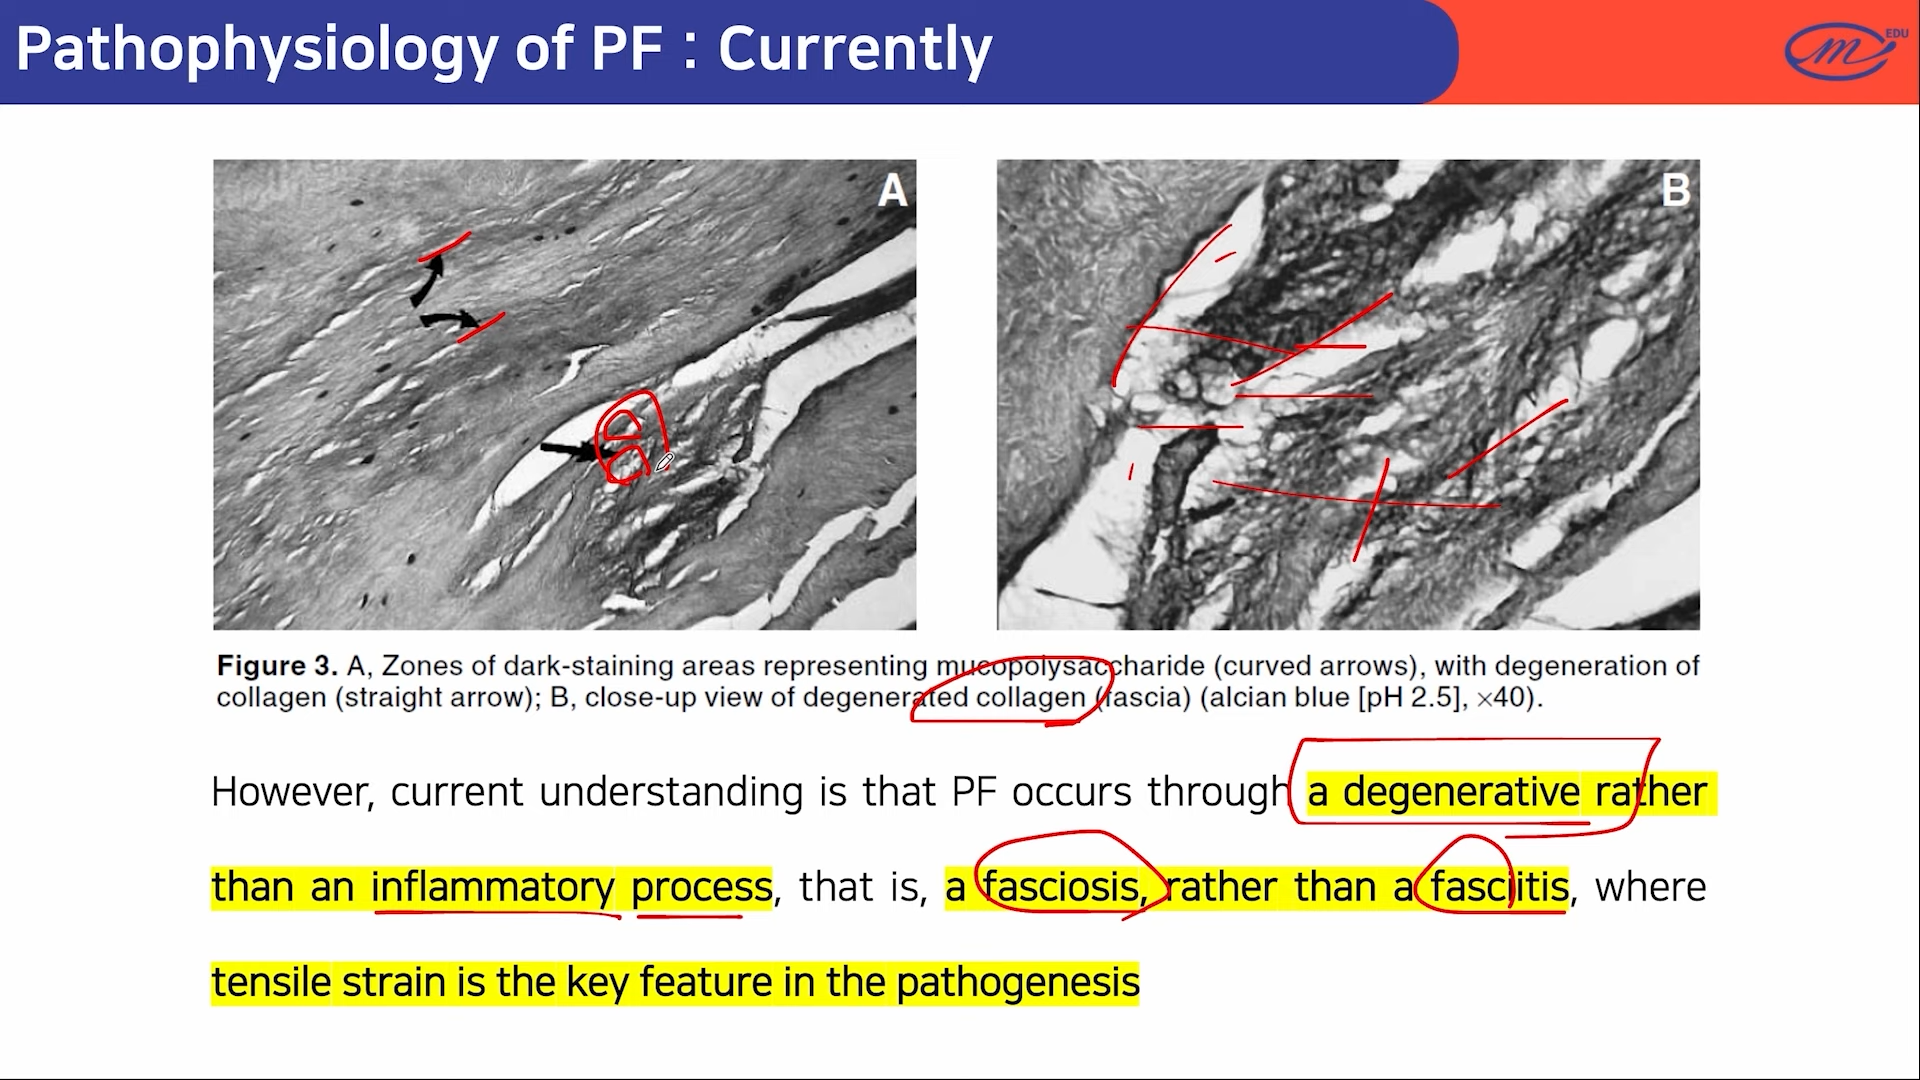 Pathophysiology of PF : Currently
EDU
m
A
B
Figure 3. A, Zones of dark-staining areas representing mucopolysaccharide (curved arrows), with degeneration of
collagen (straight arrow); B, close-up view of degenerated collagen (fascia) (alcian blue [pH 2.5], ×40).
However, current understanding is that PF occurs through a degenerative rather
than an inflammatory process, that is, a fasciosis, rather than a fasciitis, where
tensile strain is the key feature in the pathogenesis